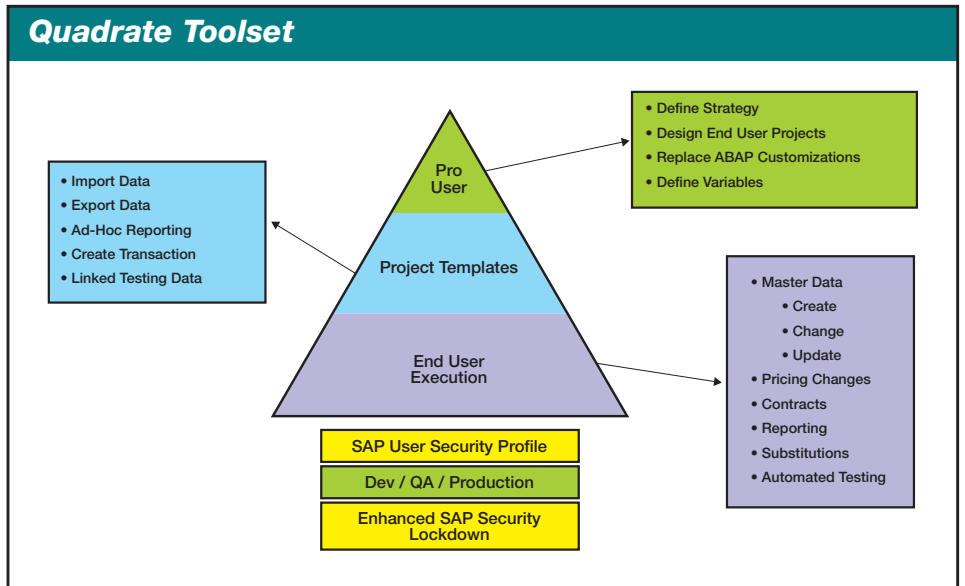 Quadrate Toolset
• Define Strategy
• Design End User Projects
• Replace ABAP Customizations
• Define Variables
Pro
User
• Import Data
• Export Data
• Ad-Hoc Reporting
• Create Transaction
• Linked Testing Data
Project Templates
• Master Data
• Create
• Change
• Update
• Pricing Changes
• Contracts
• Reporting
• Substitutions
• Automated Testing
End User
Execution
SAP User Security Profile
Dev / QA / Production
Enhanced SAP Security
Lockdown